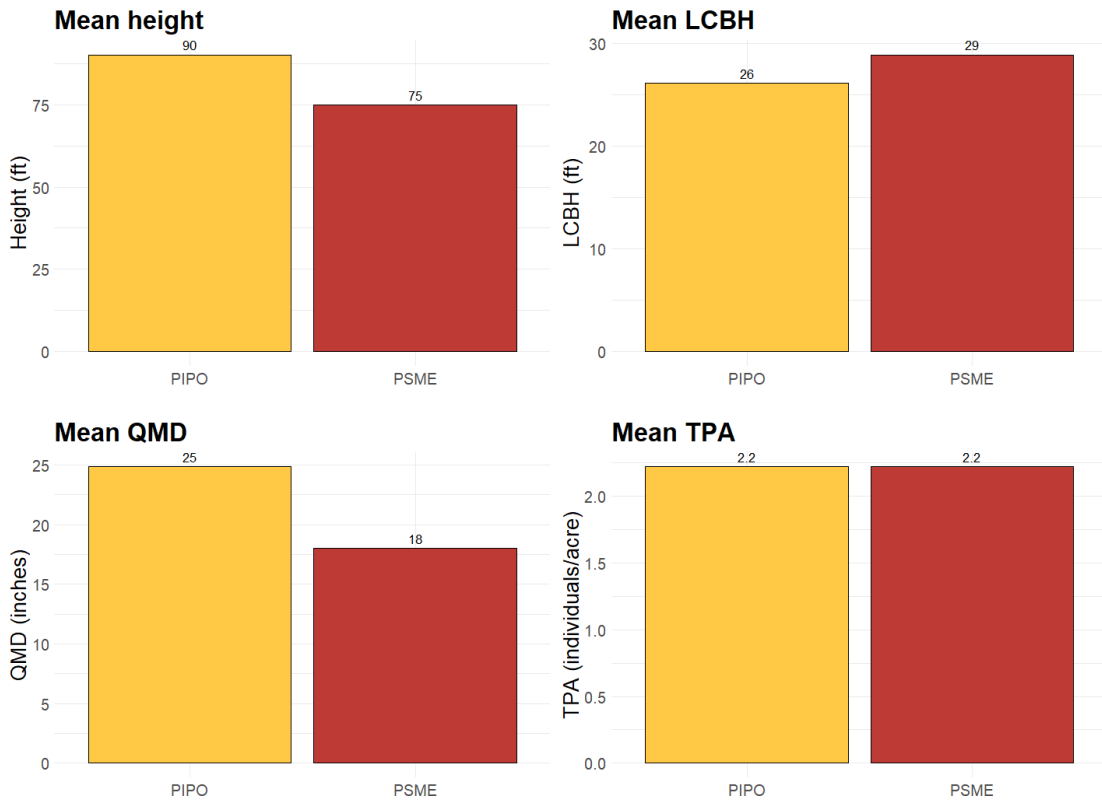 Mean height
90
75
75
50
25
0
Height (ft)
PIPO
PSME
Mean LCBH
29
26
30
20
10
0
LCBH (ft)
PIPO
PSME
Mean QMD
25
18
25
20
15
10
5
0
QMD (inches)
PIPO
PSME
Mean TPA
2.2
2.2
2.0
1.5
1.0
0.5
0.0
TPA (individuals/acre)
PIPO
PSME